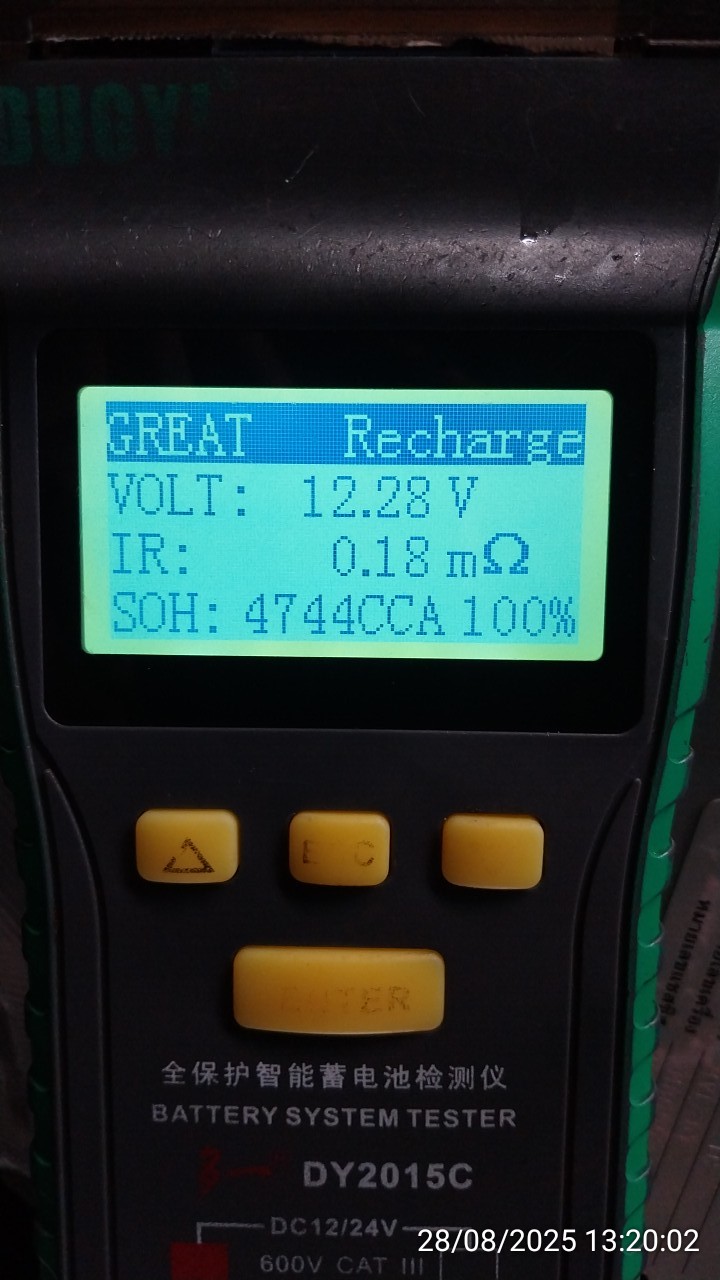 DUOYI
GREAT Recharge
VOLT: 12.28 V
IR: 0.18 mΩ
SOH: 4744CCA 100%
E C
ENTER
全保护智能蓄电池检测仪
BATTERY SYSTEM TESTER
DY2015C
DC12/24V
600V CAT III
28/08/2025 13:20:02